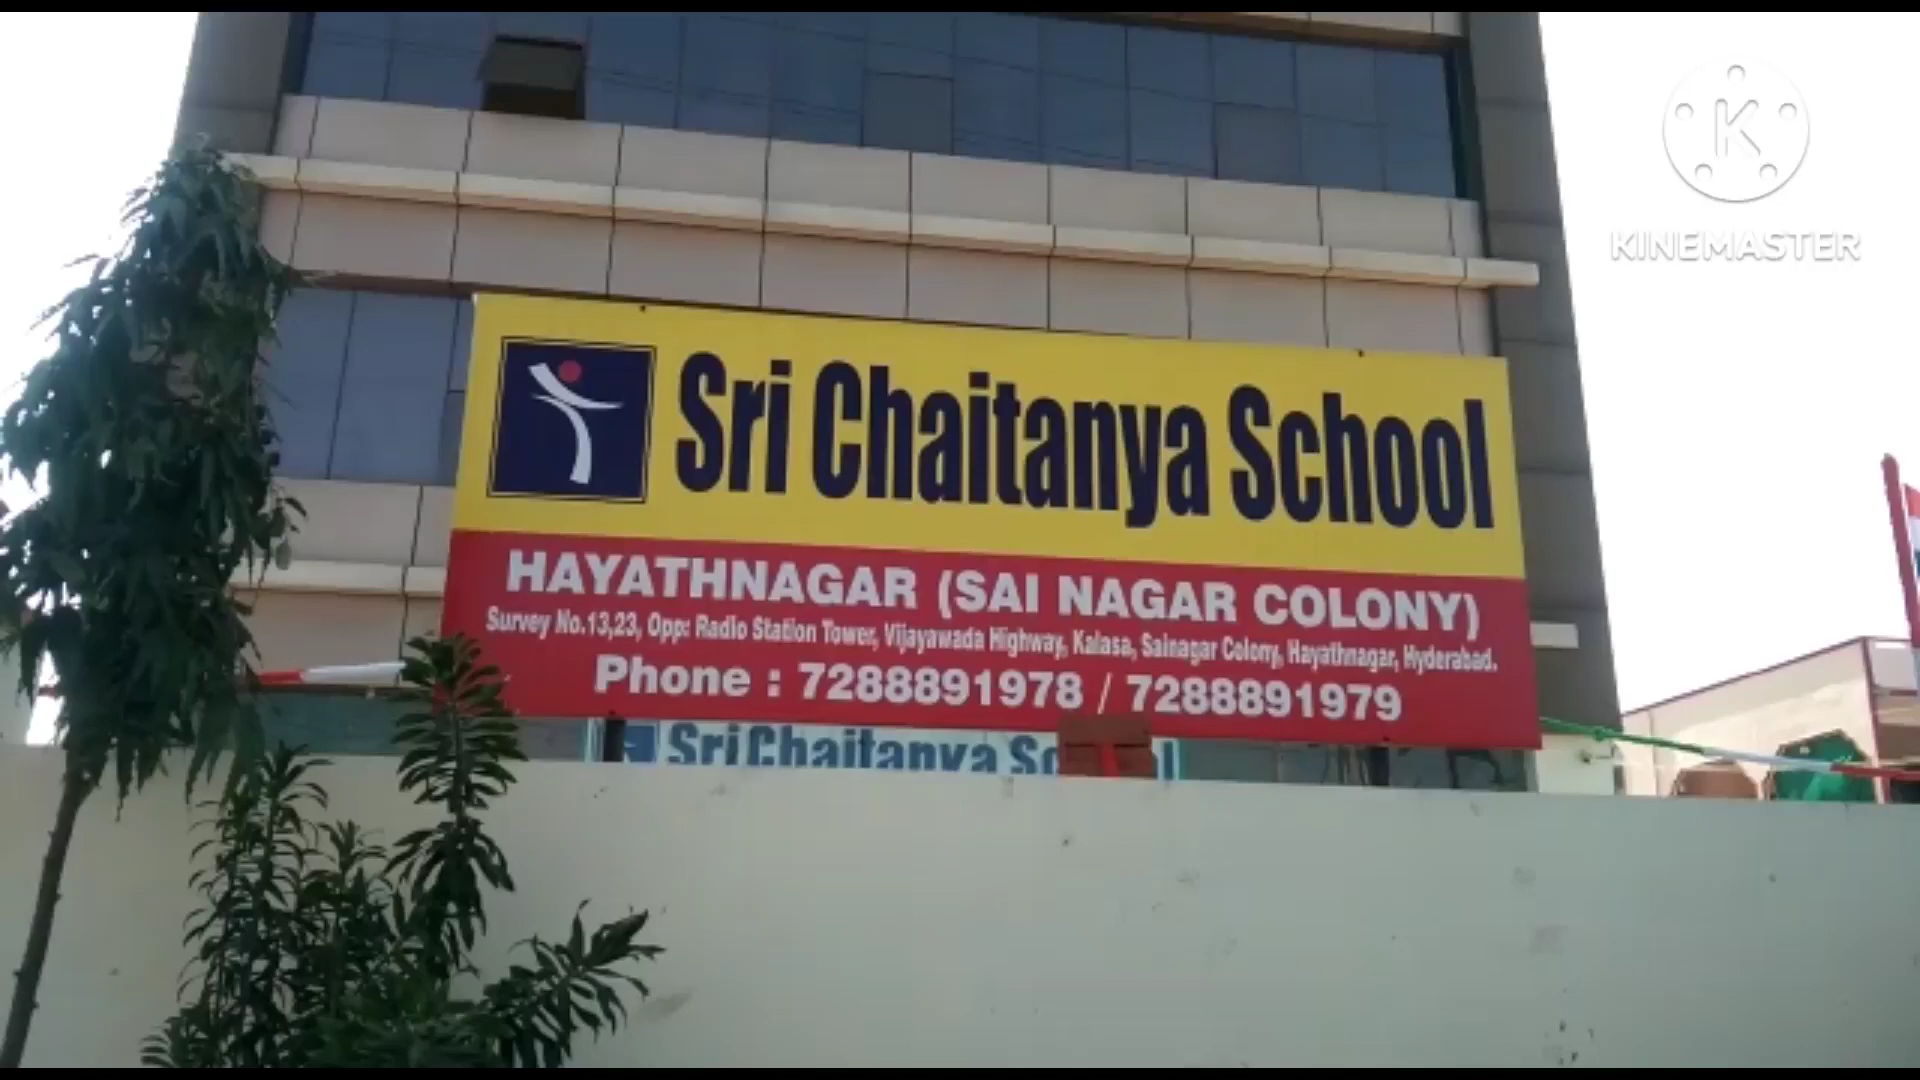 K
KINEMASTER
Sri Chaitanya School
HAYATHNAGAR (SAI NAGAR COLONY)
Survey No.13,23, Opp: Radio Station Tower, Vijayawada Highway, Kalasa, Sainagar Colony, Hayathnagar, Hyderabad.
Phone : 7288891978 / 7288891979
Sri Chaitanya